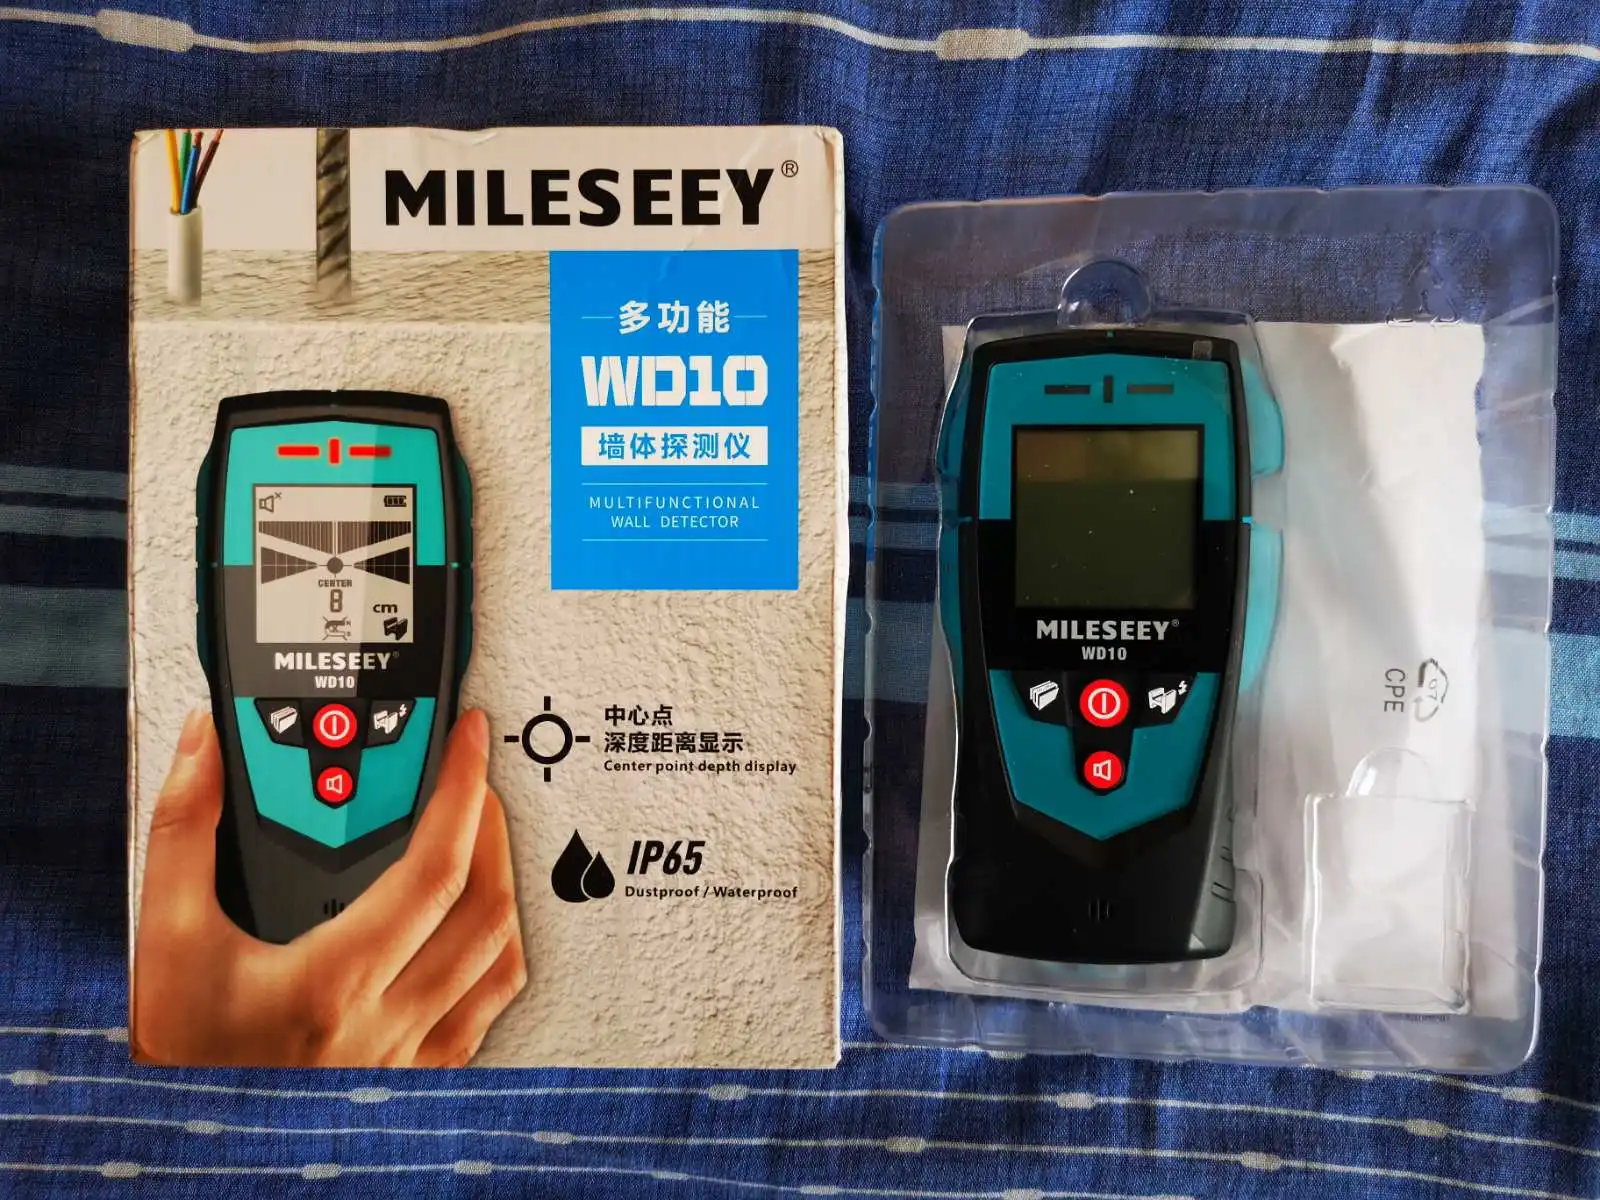 MILESEEY®
多功能
WD10
墙体探测仪
MULTIFUNCTIONAL
WALL DETECTOR
CENTER
8
cm
MILESEEY®
WD10
中心点
深度距离显示
Center point depth display
IP65
Dustproof / Waterproof
MILESEEY®
WD10
07
CPE